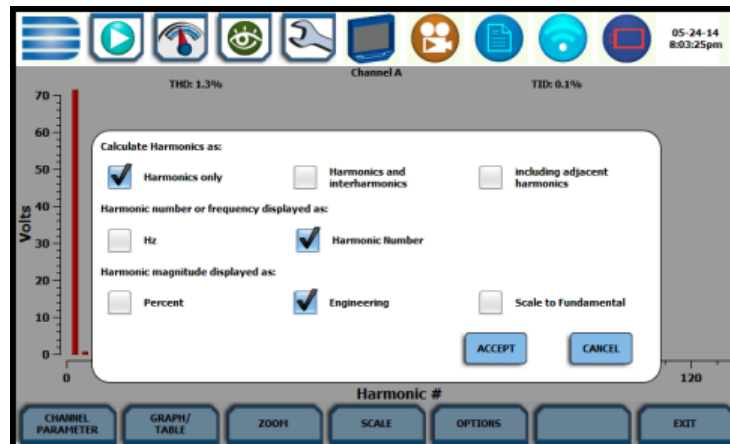 05-24-14
8:03:25pm
Channel A
THD: 1.3%
TID: 0.1%
70
60
50
40
30
20
10
0
Volts
Calculate Harmonics as:
Harmonics only
Harmonics and
interharmonics
including adjacent
harmonics
Harmonic number or frequency displayed as:
Hz
Harmonic Number
Harmonic magnitude displayed as:
Percent
Engineering
Scale to Fundamental
ACCEPT
CANCEL
0
120
Harmonic #
CHANNEL
PARAMETER
GRAPH/
TABLE
ZOOM
SCALE
OPTIONS
EXIT